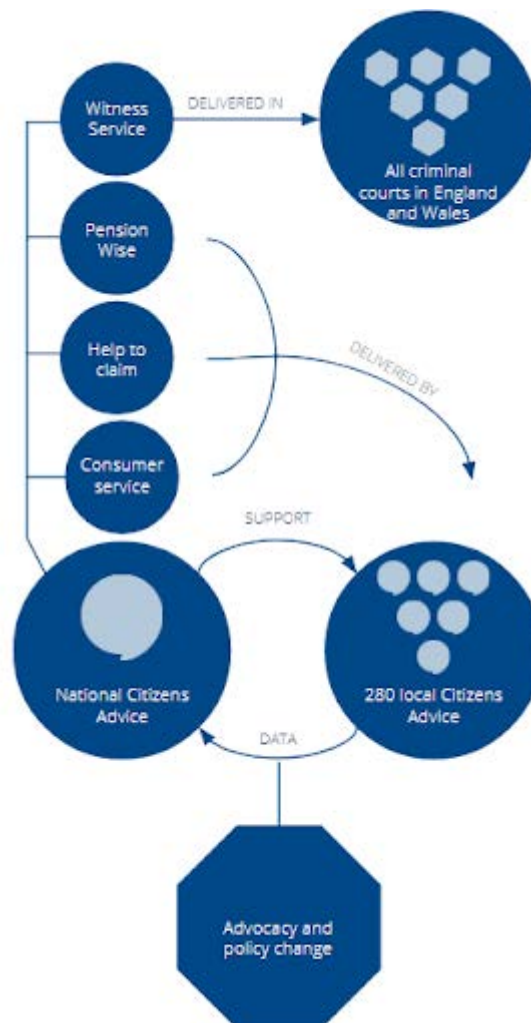 Witness
Service
DELIVERED IN
All criminal
courts in England
and Wales
Pension
Wise
Help to
claim
DELIVERED BY
Consumer
service
SUPPORT
National Citizens
Advice
280 local Citizens
Advice
DATA
Advocacy and
policy change